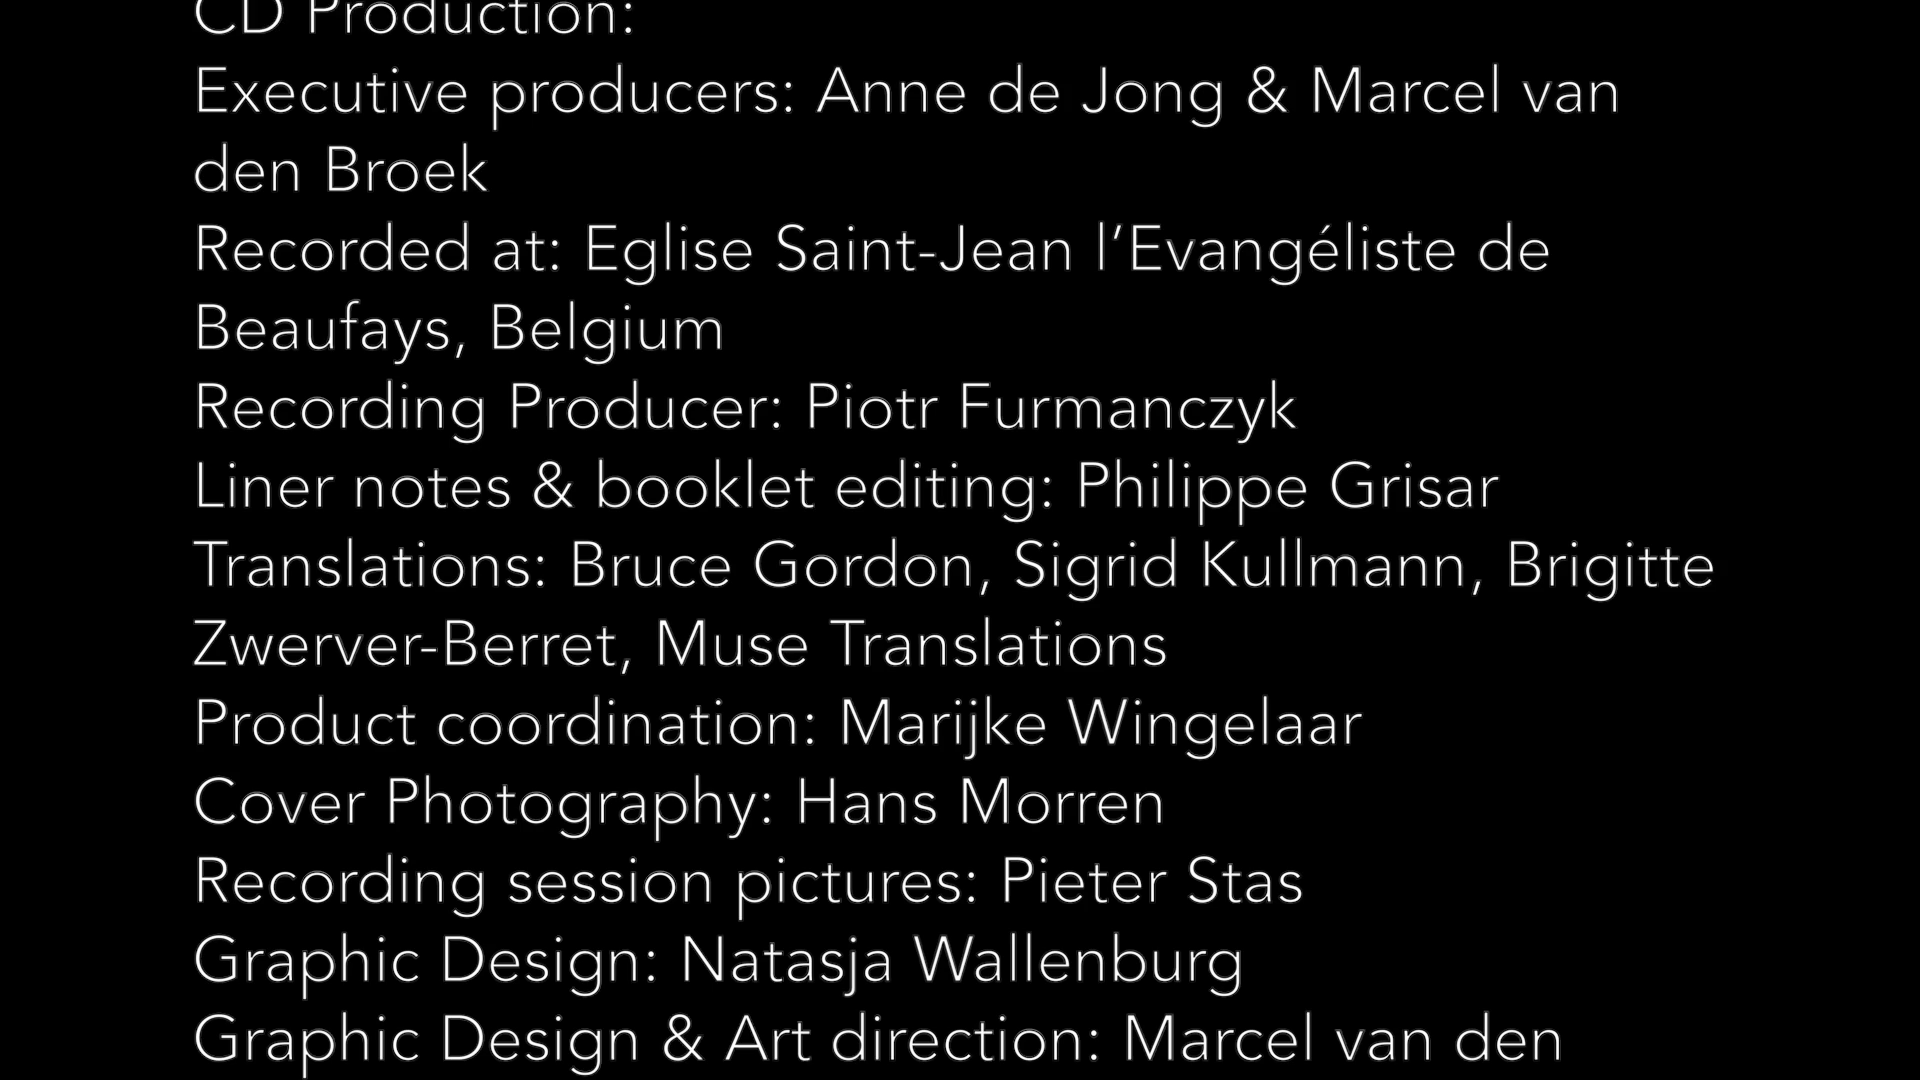 CD Production:
Executive producers: Anne de Jong & Marcel van
den Broek
Recorded at: Eglise Saint-Jean l’Evangéliste de
Beaufays, Belgium
Recording Producer: Piotr Furmanczyk
Liner notes & booklet editing: Philippe Grisar
Translations: Bruce Gordon, Sigrid Kullmann, Brigitte
Zwerver-Berret, Muse Translations
Product coordination: Marijke Wingelaar
Cover Photography: Hans Morren
Recording session pictures: Pieter Stas
Graphic Design: Natasja Wallenburg
Graphic Design & Art direction: Marcel van den